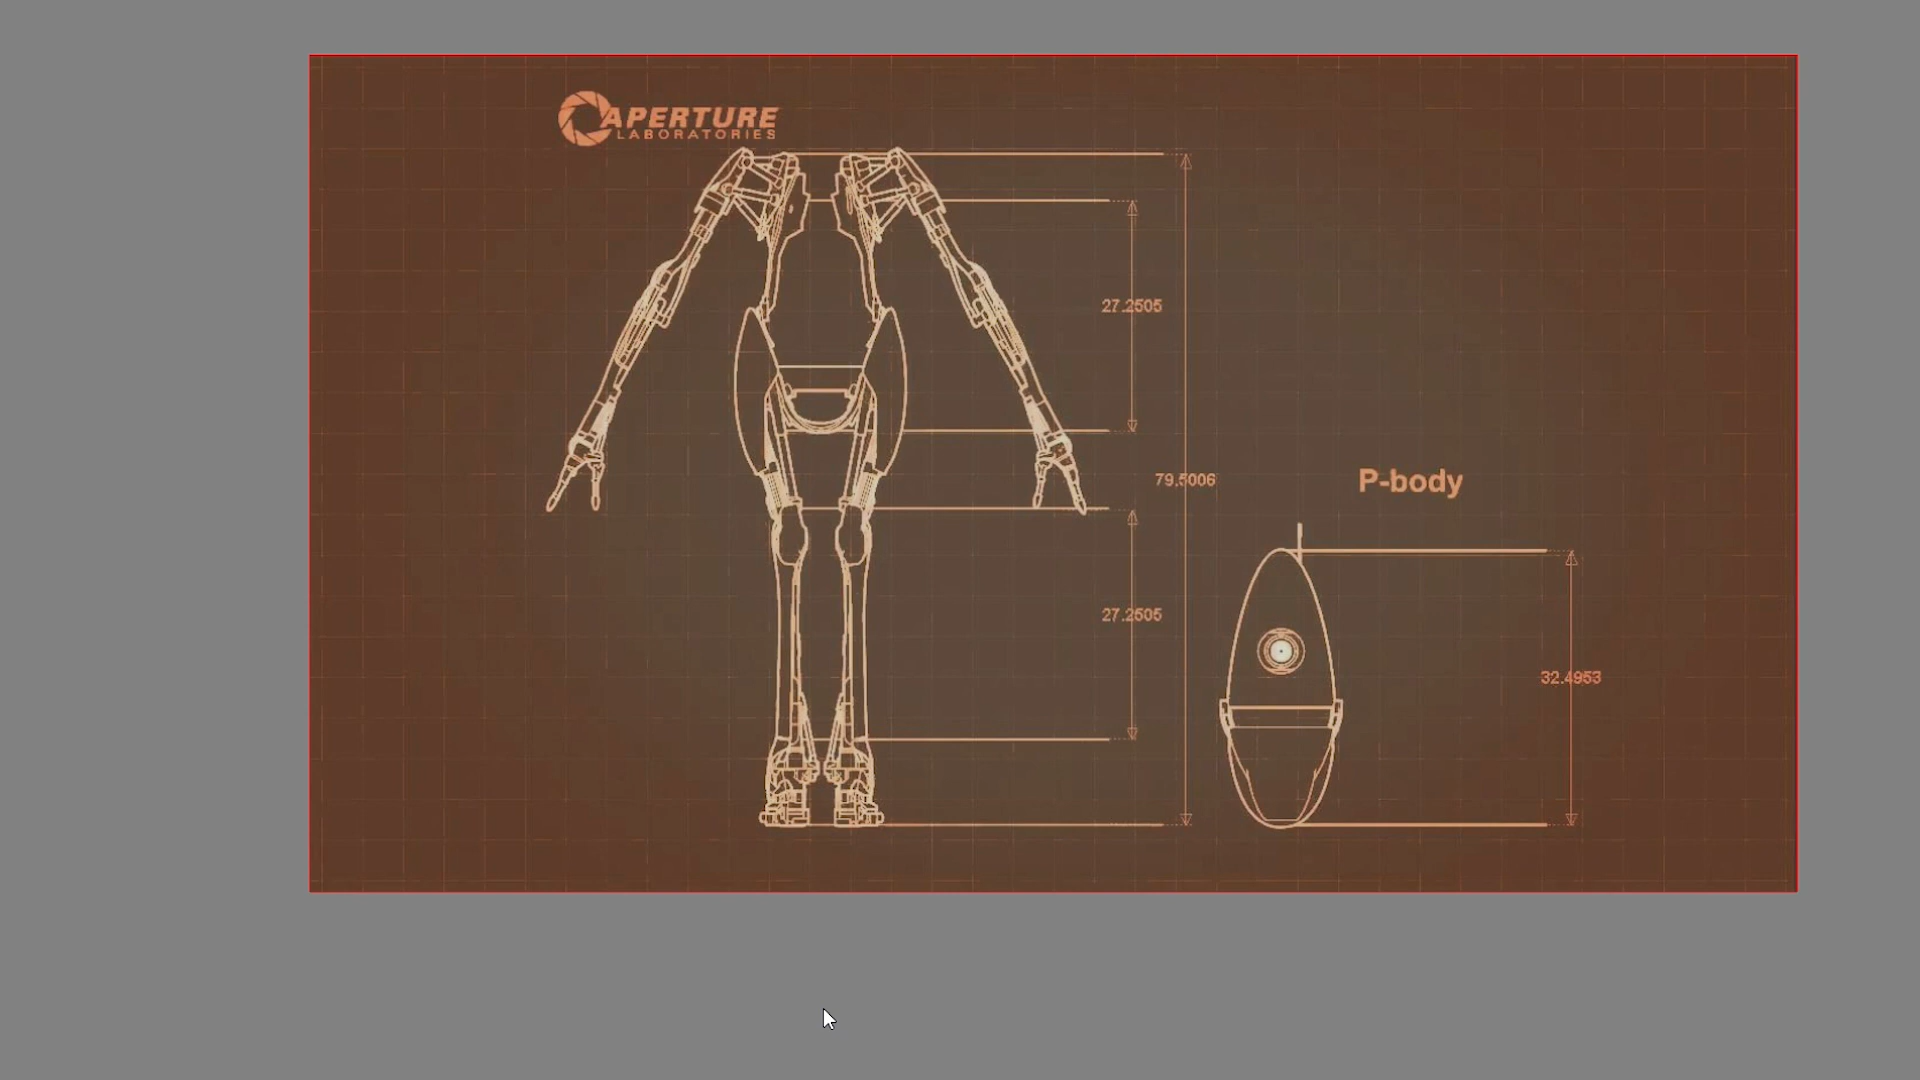 APERTURE
LABORATORIES
27.2505
79.5006
P-body
27.2505
32.4953